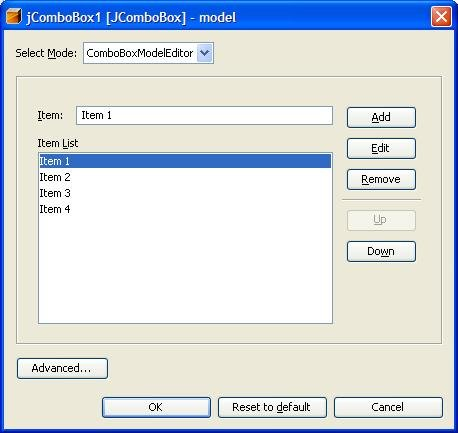 jComboBox1 [JComboBox] - model
Select Mode: ComboBoxModelEditor
Item: Item 1
Add
Item List
Edit
Item 1
Item 2
Remove
Item 3
Item 4
Up
Down
Advanced...
OK Reset to default Cancel